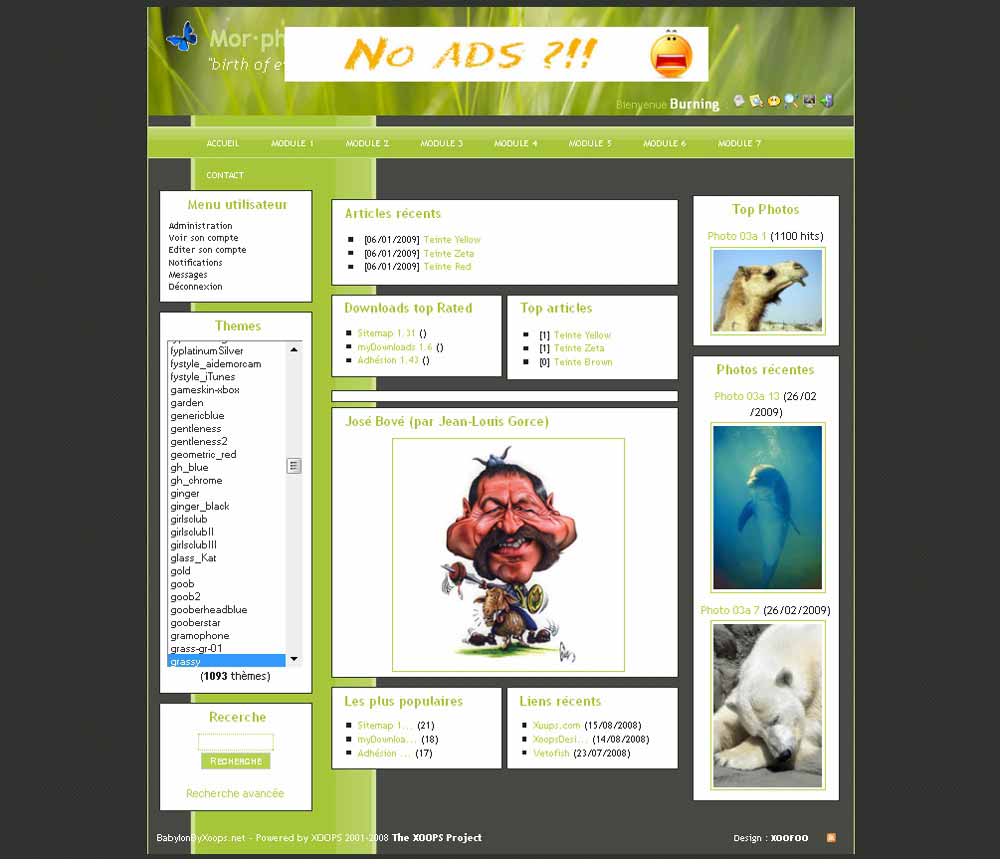 Mor·ph
"birth of e
NO ADS ?!!
Bienvenue Burning
ACCUEIL MODULE 1 MODULE 2 MODULE 3 MODULE 4 MODULE 5 MODULE 6 MODULE 7
CONTACT
Menu utilisateur
Administration
Voir son compte
Editer son compte
Notifications
Messages
Déconnexion
Themes
fyplatinumSilver
fystyle_aidemorcam
fystyle_iTunes
gameskin-xbox
garden
genericblue
gentleness
gentleness2
geometric_red
gh_blue
gh_chrome
ginger
ginger_black
girlsclub
girlsclubII
girlsclubIII
glass_Kat
gold
goob
goob2
gooberheadblue
gooberstar
gramophone
grass-gr-01
grassy
(1093 thèmes)
Recerche
RECHERCHE
Recherche avancée
Articles récents
[06/01/2009] Teinte Yellow
[06/01/2009] Teinte Zeta
[06/01/2009] Teinte Red
Downloads top Rated
Sitemap 1.31 ()
myDownloads 1.6 ()
Adhésion 1.43 ()
Top articles
[1] Teinte Yellow
[1] Teinte Zeta
[0] Teinte Brown
José Bové (par Jean-Louis Gorce)
Les plus populaires
Sitemap 1... (21)
myDownloa... (18)
Adhésion ... (17)
Liens récents
Xuups.com (15/08/2008)
XoopsDesi... (14/08/2008)
Vetofish (23/07/2008)
Top Photos
Photo 03a 1 (1100 hits)
Photos récentes
Photo 03a 13 (26/02
/2009)
Photo 03a 7 (26/02/2009)
BabylonByXoops.net - Powered by XOOPS 2001-2008 The XOOPS Project
Design : XOOFOO